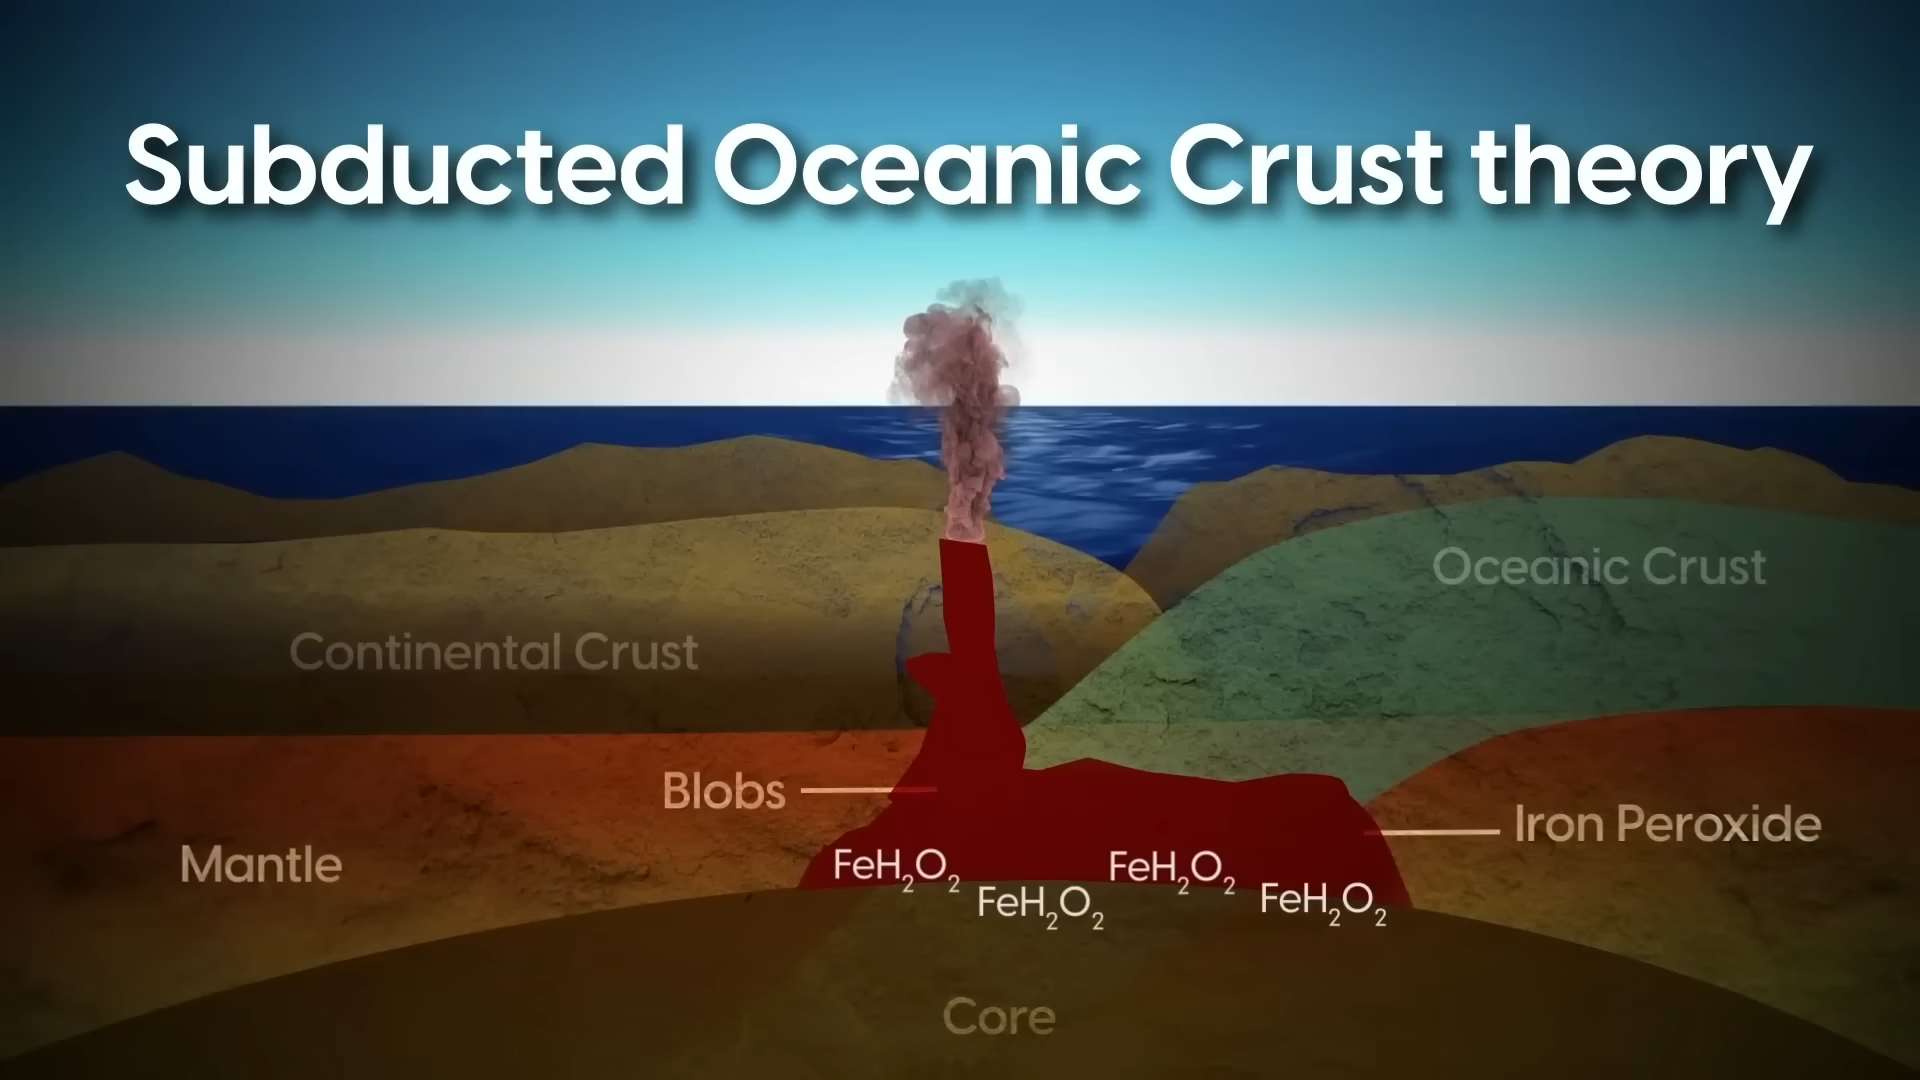 Subducted Oceanic Crust theory
Oceanic Crust
Continental Crust
Blobs
Iron Peroxide
Mantle
FeH₂O₂
FeH₂O₂
FeH₂O₂
FeH₂O₂
Core